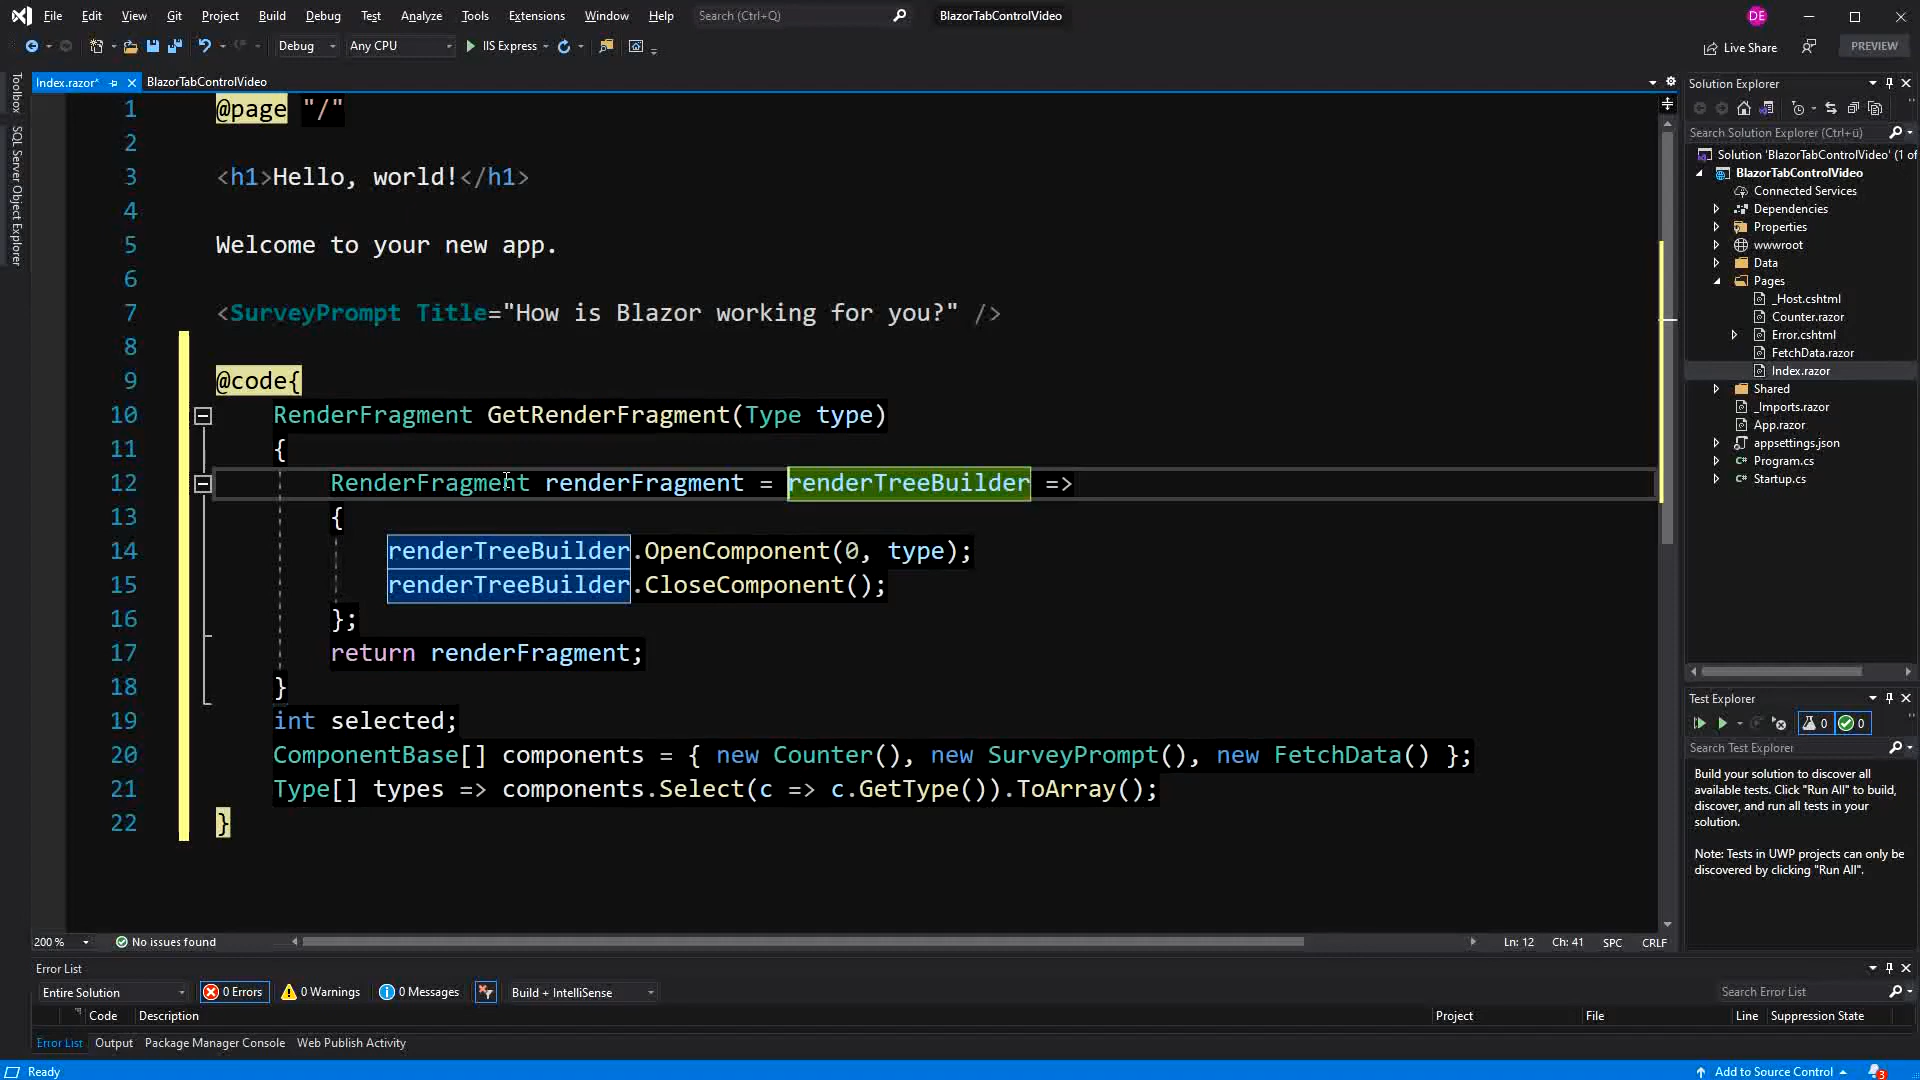 File Edit View Git Project Build Debug Test Analyze Tools Extensions Window Help Search (Ctrl+Q) BlazorTabControlVideo DE
Debug Any CPU IIS Express Live Share PREVIEW
Index.razor* BlazorTabControlVideo
Toolbox
SQL Server Object Explorer
1 @page "/"
2
3 <h1>Hello, world!</h1>
4
5 Welcome to your new app.
6
7 <SurveyPrompt Title="How is Blazor working for you?" />
8
9 @code{
10 RenderFragment GetRenderFragment(Type type)
11 {
12 RenderFragment renderFragment = renderTreeBuilder =>
13 {
14 renderTreeBuilder.OpenComponent(0, type);
15 renderTreeBuilder.CloseComponent();
16 };
17 return renderFragment;
18 }
19 int selected;
20 ComponentBase[] components = { new Counter(), new SurveyPrompt(), new FetchData() };
21 Type[] types => components.Select(c => c.GetType()).ToArray();
22 }
200 % No issues found Ln: 12 Ch: 41 SPC CRLF
Solution Explorer
Search Solution Explorer (Ctrl+ü)
Solution 'BlazorTabControlVideo' (1 of
BlazorTabControlVideo
Connected Services
Dependencies
Properties
wwwroot
Data
Pages
_Host.cshtml
Counter.razor
Error.cshtml
FetchData.razor
Index.razor
Shared
_Imports.razor
App.razor
appsettings.json
Program.cs
Startup.cs
Test Explorer
0 0
Search Test Explorer
Build your solution to discover all
available tests. Click "Run All" to build,
discover, and run all tests in your
solution.
Note: Tests in UWP projects can only be
discovered by clicking "Run All".
Error List
Entire Solution 0 Errors 0 Warnings 0 Messages Build + IntelliSense Search Error List
Code Description Project File Line Suppression State
Error List Output Package Manager Console Web Publish Activity
Ready Add to Source Control 3